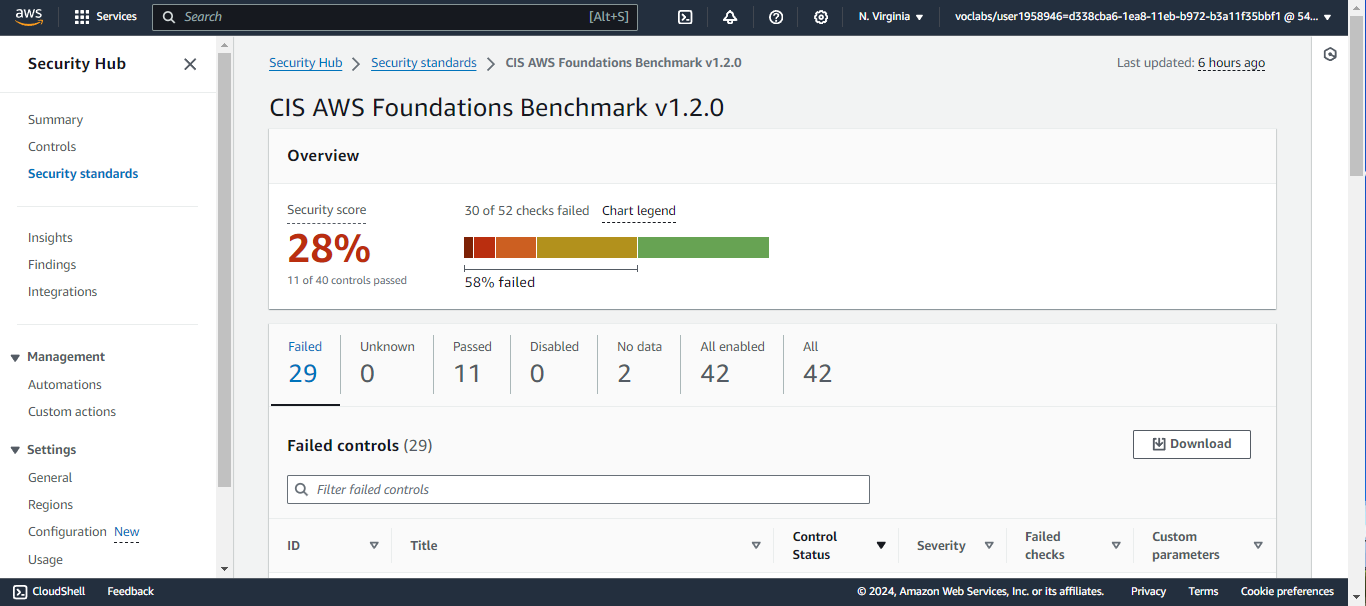 aws
Services
Search [Alt+S]
N. Virginia
voclabs/user1958946=d338cba6-1ea8-11eb-b972-b3a11f35bbf1 @ 54...
Security Hub
Summary
Controls
Security standards
Insights
Findings
Integrations
Management
Automations
Custom actions
Settings
General
Regions
Configuration New
Usage
Security Hub
Security standards
CIS AWS Foundations Benchmark v1.2.0
Last updated: 6 hours ago
CIS AWS Foundations Benchmark v1.2.0
Overview
Security score
28%
11 of 40 controls passed
30 of 52 checks failed Chart legend
58% failed
Failed
29
Unknown
0
Passed
11
Disabled
0
No data
2
All enabled
42
All
42
Failed controls (29)
Download
Filter failed controls
ID
Title
Control
Status
Severity
Failed
checks
Custom
parameters
CloudShell
Feedback
© 2024, Amazon Web Services, Inc. or its affiliates.
Privacy
Terms
Cookie preferences